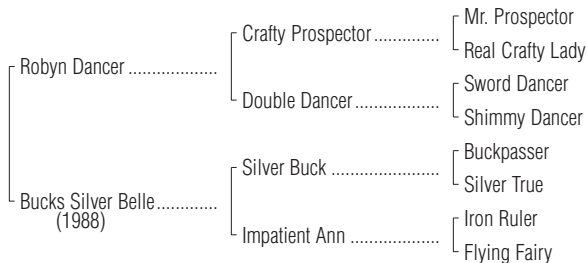 Mr. Prospector
Crafty Prospector ..............
Real Crafty Lady
Robyn Dancer ...................
Sword Dancer
Double Dancer ..................
Shimmy Dancer
Buckpasser
Silver Buck .......................
Silver True
Bucks Silver Belle.............
(1988)
Iron Ruler
Impatient Ann ...................
Flying Fairy